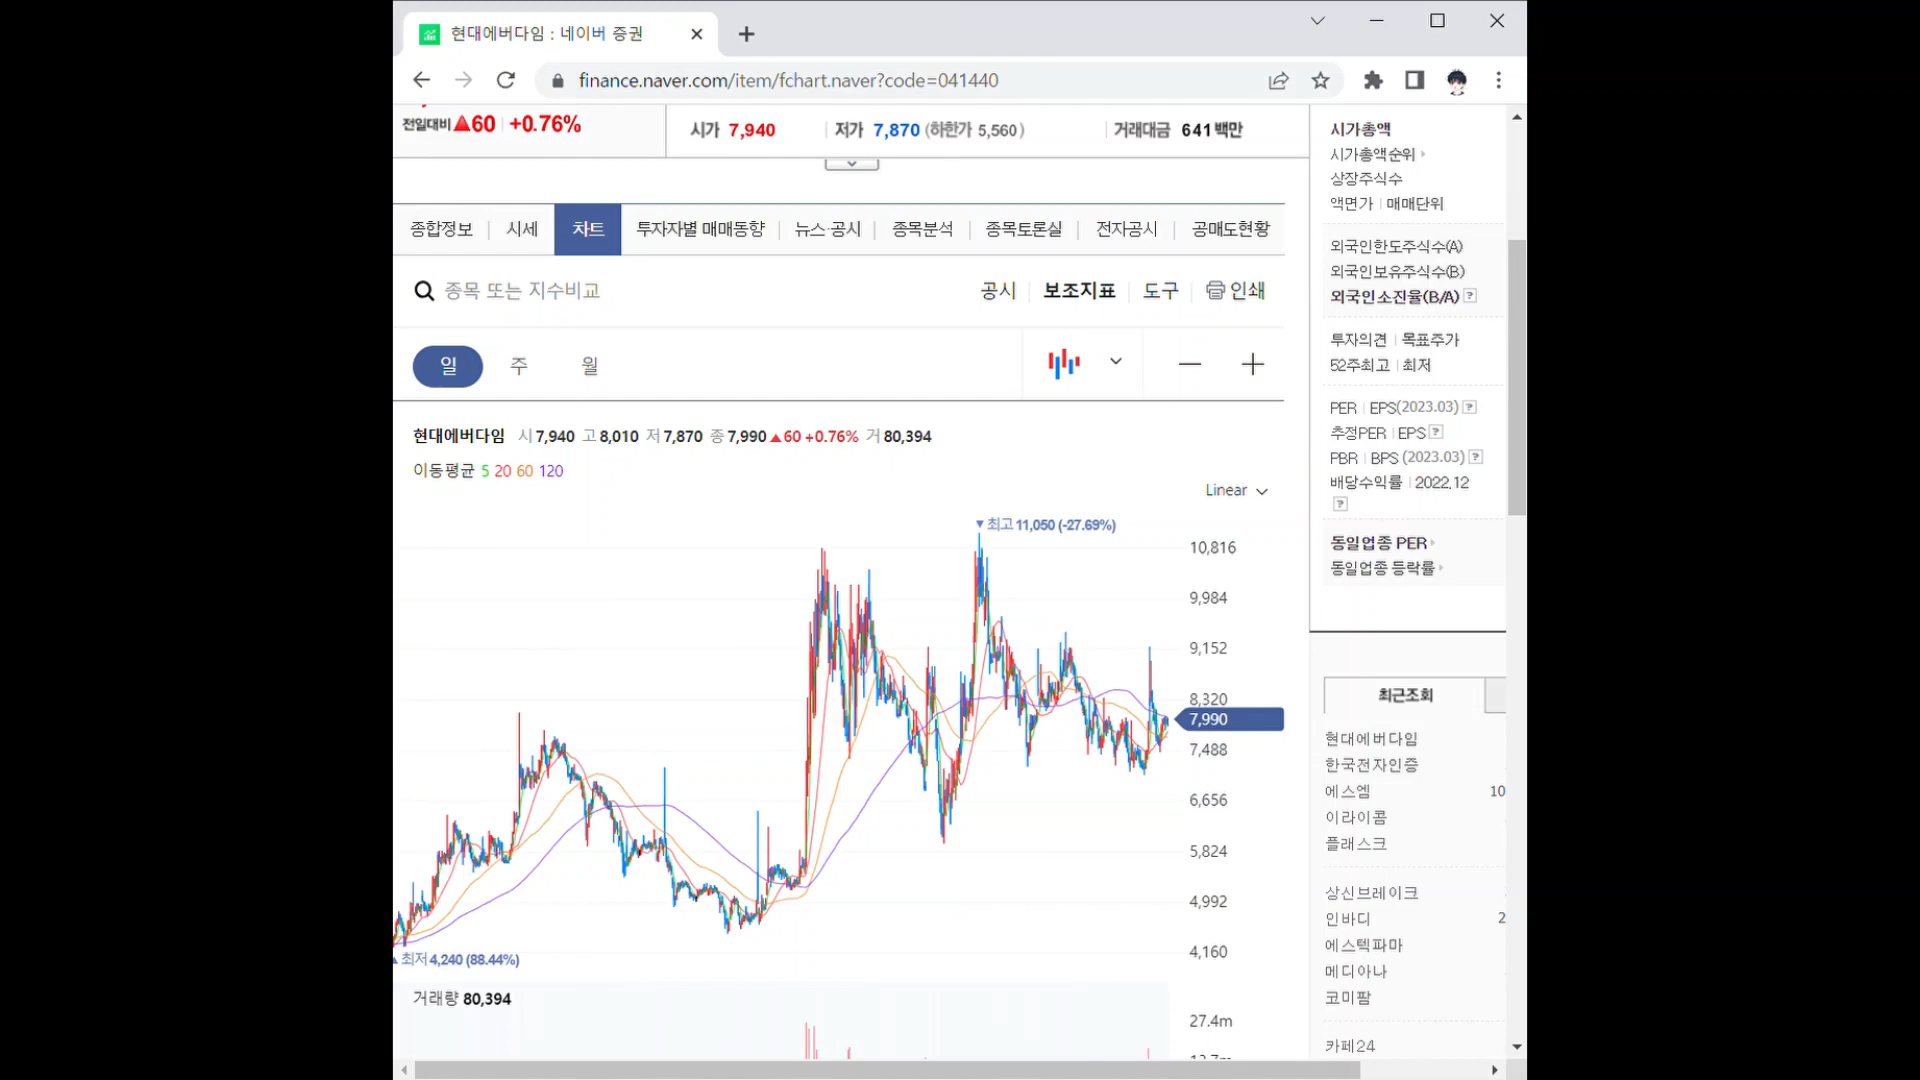 현대에버다임 : 네이버 증권
finance.naver.com/item/fchart.naver?code=041440
전일대비 ▲60 +0.76%
시가 7,940 저가 7,870 (하한가 5,560) 거래대금 641 백만
종합정보 시세 차트 투자자별 매매동향 뉴스·공시 종목분석 종목토론실 전자공시 공매도현황
종목 또는 지수비교 공시 보조지표 도구 인쇄
일 주 월
현대에버다임 시 7,940 고 8,010 저 7,870 종 7,990 ▲60 +0.76% 거 80,394
이동평균 5 20 60 120
Linear
▼최고 11,050 (-27.69%)
10,816
9,984
9,152
8,320
7,990
7,488
6,656
5,824
4,992
4,160
▲최저 4,240 (88.44%)
거래량 80,394
27.4m
시가총액
시가총액순위
상장주식수
액면가 매매단위
외국인한도주식수(A)
외국인보유주식수(B)
외국인소진율(B/A) ?
투자의견 목표주가
52주최고 최저
PER EPS(2023.03) ?
추정PER EPS ?
PBR BPS (2023.03) ?
배당수익률 2022.12
?
동일업종 PER
동일업종 등락률
최근조회
현대에버다임
한국전자인증
에스엠 10
이라이콤
플래스크
상신브레이크
인바디 2
에스텍파마
메디아나
코미팜
카페24